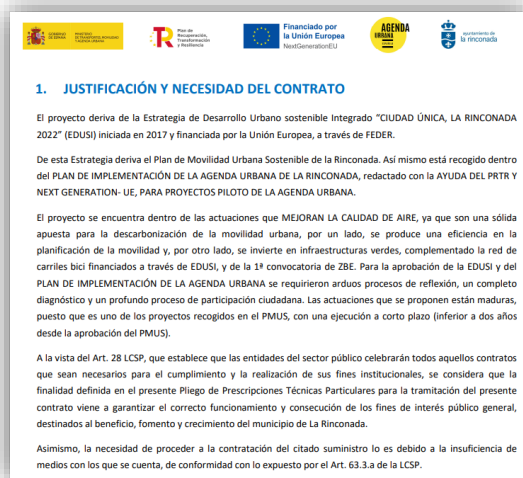 GOBIERNO DE ESPAÑA
MINISTERIO DE TRANSPORTES, MOVILIDAD Y AGENDA URBANA
Plan de Recuperación, Transformación y Resiliencia
Financiado por la Unión Europea
NextGenerationEU
AGENDA URBANA
ayuntamiento de la rinconada
1. JUSTIFICACIÓN Y NECESIDAD DEL CONTRATO
El proyecto deriva de la Estrategia de Desarrollo Urbano sostenible Integrado "CIUDAD ÚNICA, LA RINCONADA
2022" (EDUSI) iniciada en 2017 y financiada por la Unión Europea, a través de FEDER.
De esta Estrategia deriva el Plan de Movilidad Urbana Sostenible de la Rinconada. Así mismo está recogido dentro
del PLAN DE IMPLEMENTACIÓN DE LA AGENDA URBANA DE LA RINCONADA, redactado con la AYUDA DEL PRTR Y
NEXT GENERATION- UE, PARA PROYECTOS PILOTO DE LA AGENDA URBANA.
El proyecto se encuentra dentro de las actuaciones que MEJORAN LA CALIDAD DE AIRE, ya que son una sólida
apuesta para la descarbonización de la movilidad urbana, por un lado, se produce una eficiencia en la
planificación de la movilidad y, por otro lado, se invierte en infraestructuras verdes, complementado la red de
carriles bici financiados a través de EDUSI, y de la 1ª convocatoria de ZBE. Para la aprobación de la EDUSI y del
PLAN DE IMPLEMENTACIÓN DE LA AGENDA URBANA se requirieron arduos procesos de reflexión, un completo
diagnóstico y un profundo proceso de participación ciudadana. Las actuaciones que se proponen están maduras,
puesto que es uno de los proyectos recogidos en el PMUS, con una ejecución a corto plazo (inferior a dos años
desde la aprobación del PMUS).
A la vista del Art. 28 LCSP, que establece que las entidades del sector público celebrarán todos aquellos contratos
que sean necesarios para el cumplimiento y la realización de sus fines institucionales, se considera que la
finalidad definida en el presente Pliego de Prescripciones Técnicas Particulares para la tramitación del presente
contrato viene a garantizar el correcto funcionamiento y consecución de los fines de interés público general,
destinados al beneficio, fomento y crecimiento del municipio de La Rinconada.
Asimismo, la necesidad de proceder a la contratación del citado suministro lo es debido a la insuficiencia de
medios con los que se cuenta, de conformidad con lo expuesto por el Art. 63.3.a de la LCSP.